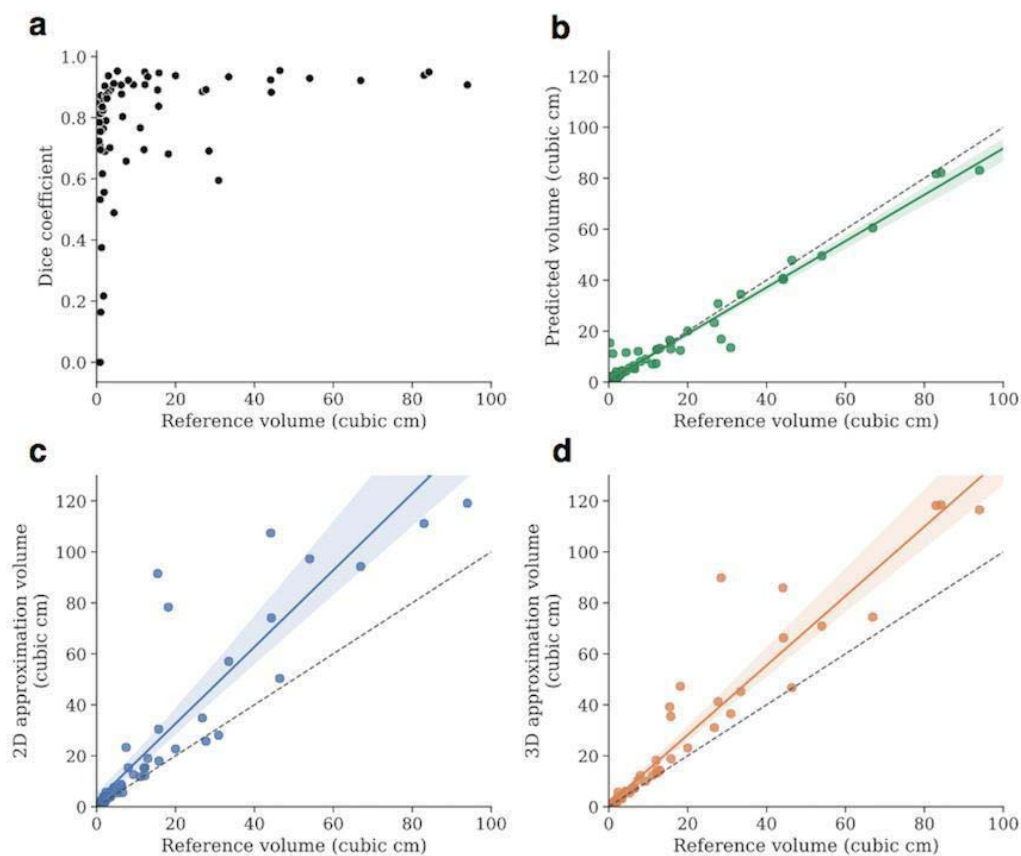 a
1.0
0.8
0.6
0.4
0.2
0.0
Dice coefficient
0 20 40 60 80 100
Reference volume (cubic cm)
b
120
100
80
60
40
20
0
Predicted volume (cubic cm)
0 20 40 60 80 100
Reference volume (cubic cm)
c
120
100
80
60
40
20
0
2D approximation volume
(cubic cm)
0 20 40 60 80 100
Reference volume (cubic cm)
d
120
100
80
60
40
20
0
3D approximation volume
(cubic cm)
0 20 40 60 80 100
Reference volume (cubic cm)